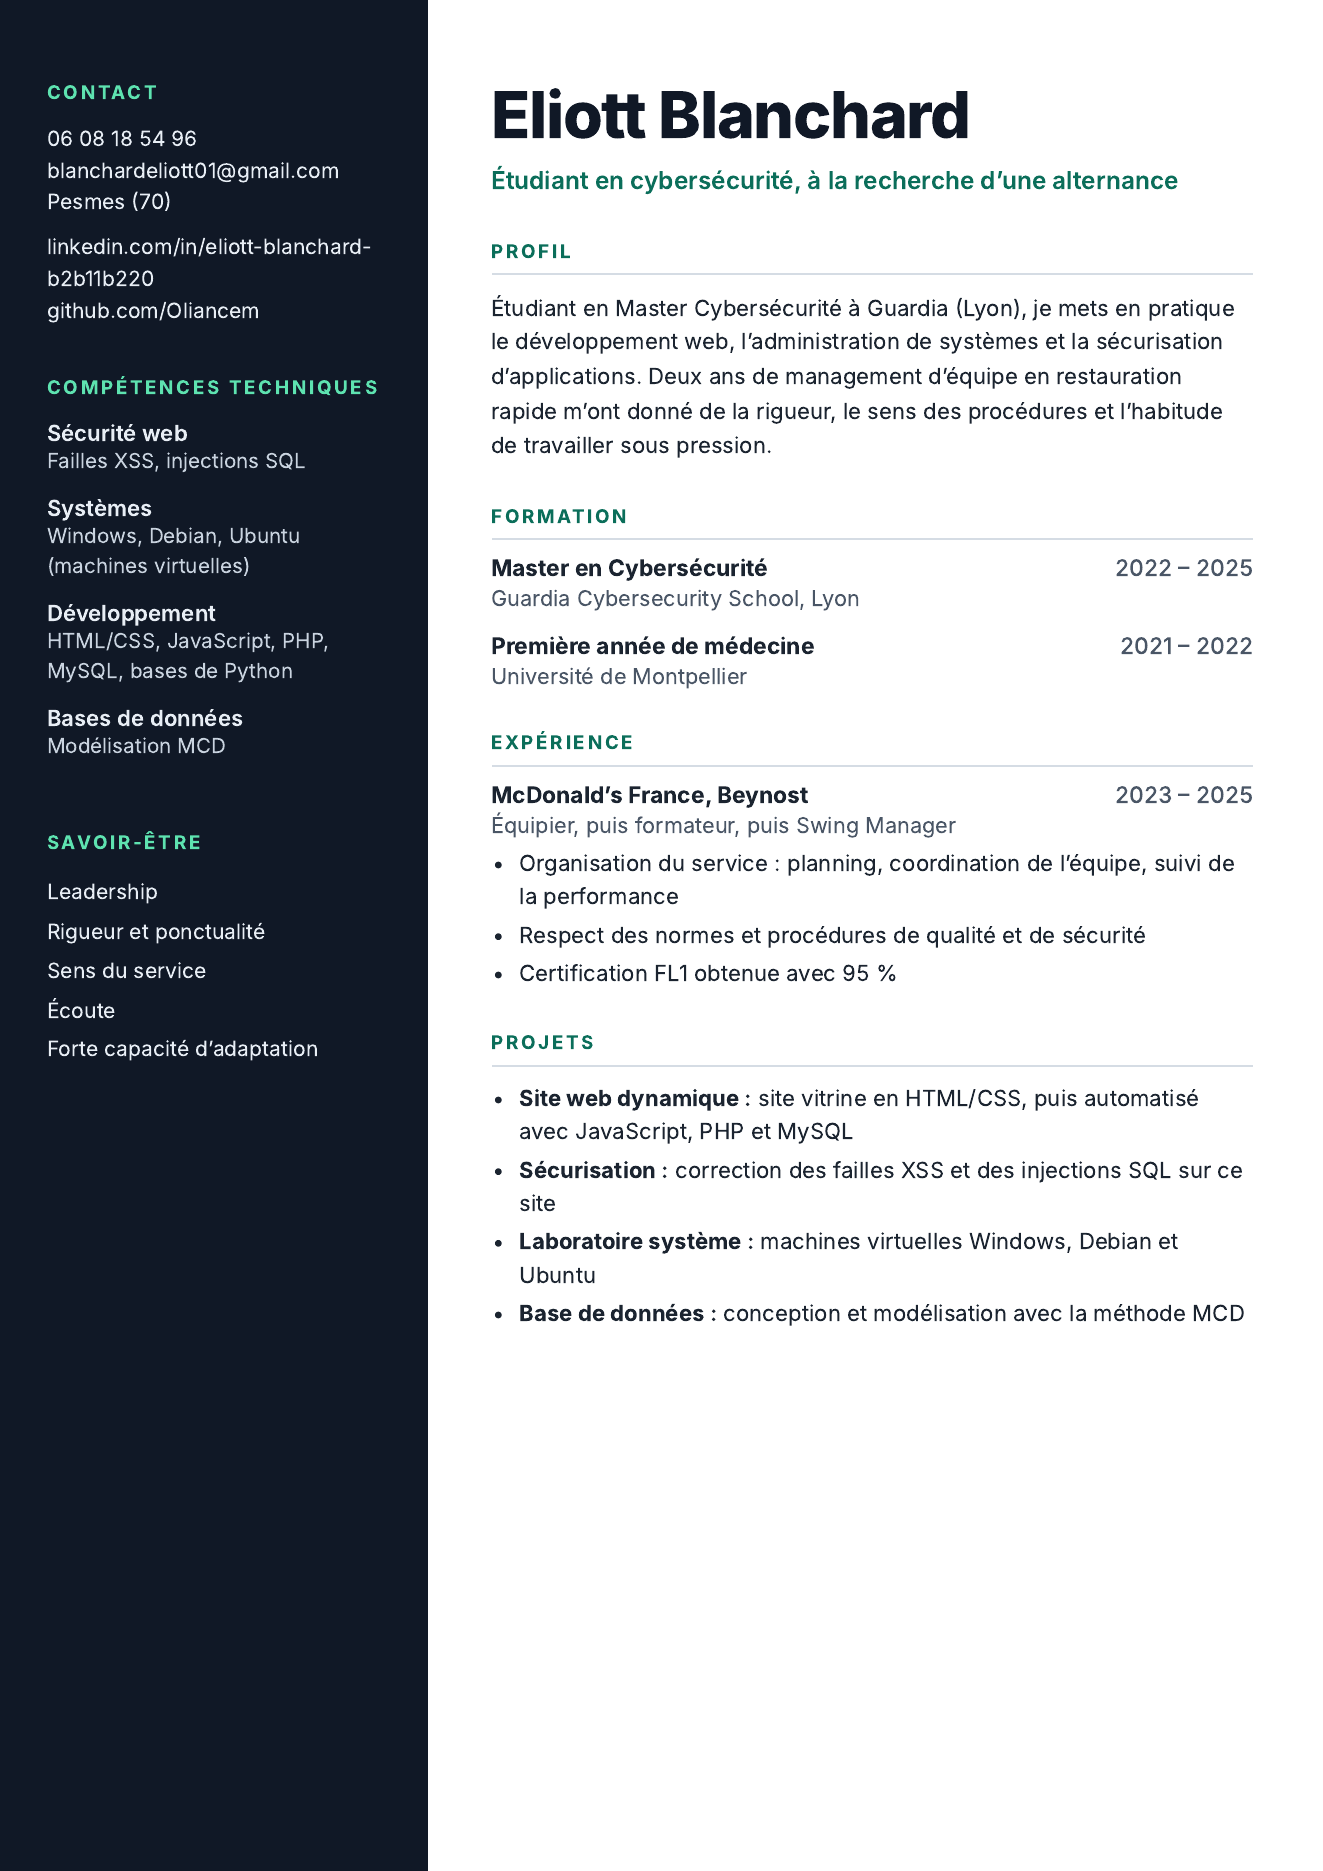 CONTACT
06 08 18 54 96
blanchardeliott01@gmail.com
Pesmes (70)
linkedin.com/in/eliott-blanchard-
b2b11b220
github.com/Oliancem
COMPÉTENCES TECHNIQUES
Sécurité web
Failles XSS, injections SQL
Systèmes
Windows, Debian, Ubuntu
(machines virtuelles)
Développement
HTML/CSS, JavaScript, PHP,
MySQL, bases de Python
Bases de données
Modélisation MCD
SAVOIR-ÊTRE
Leadership
Rigueur et ponctualité
Sens du service
Écoute
Forte capacité d’adaptation
Eliott Blanchard
Étudiant en cybersécurité, à la recherche d’une alternance
PROFIL
Étudiant en Master Cybersécurité à Guardia (Lyon), je mets en pratique
le développement web, l’administration de systèmes et la sécurisation
d’applications. Deux ans de management d’équipe en restauration
rapide m’ont donné de la rigueur, le sens des procédures et l’habitude
de travailler sous pression.
FORMATION
Master en Cybersécurité 2022 – 2025
Guardia Cybersecurity School, Lyon
Première année de médecine 2021 – 2022
Université de Montpellier
EXPÉRIENCE
McDonald’s France, Beynost 2023 – 2025
Équipier, puis formateur, puis Swing Manager
• Organisation du service : planning, coordination de l’équipe, suivi de
la performance
• Respect des normes et procédures de qualité et de sécurité
• Certification FL1 obtenue avec 95 %
PROJETS
• Site web dynamique : site vitrine en HTML/CSS, puis automatisé
avec JavaScript, PHP et MySQL
• Sécurisation : correction des failles XSS et des injections SQL sur ce
site
• Laboratoire système : machines virtuelles Windows, Debian et
Ubuntu
• Base de données : conception et modélisation avec la méthode MCD